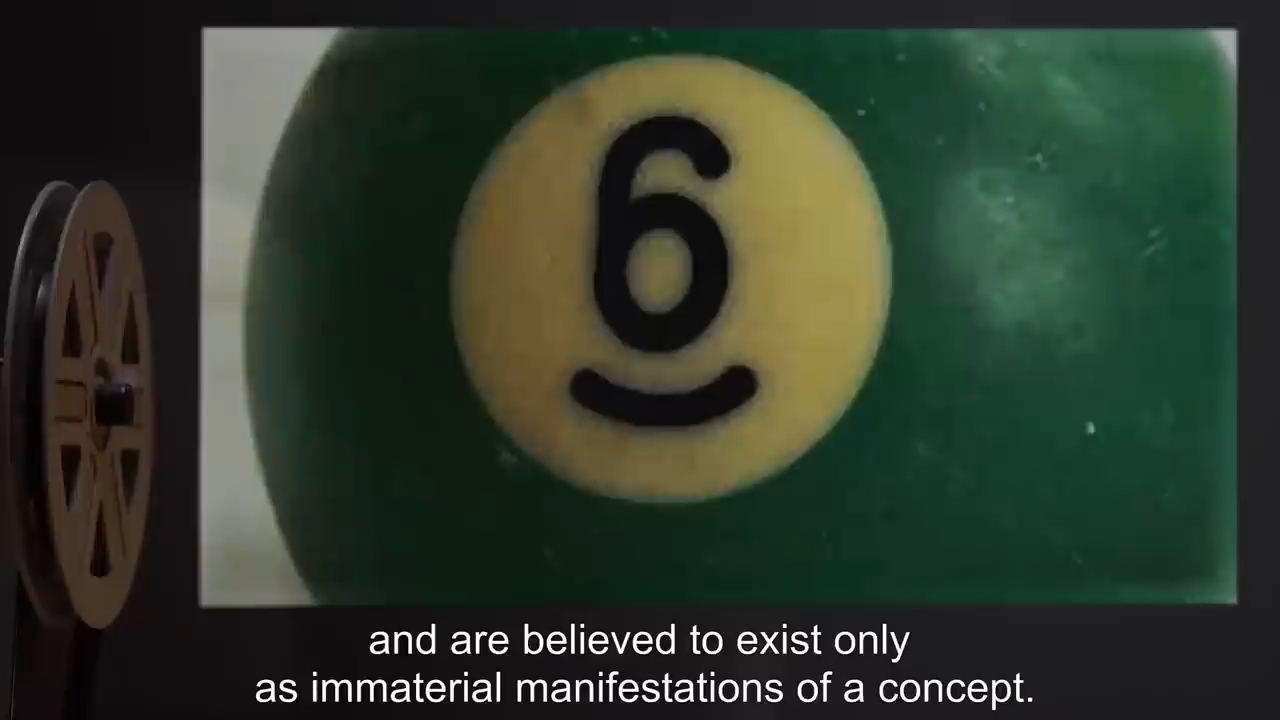 6
and are believed to exist only
as immaterial manifestations of a concept.